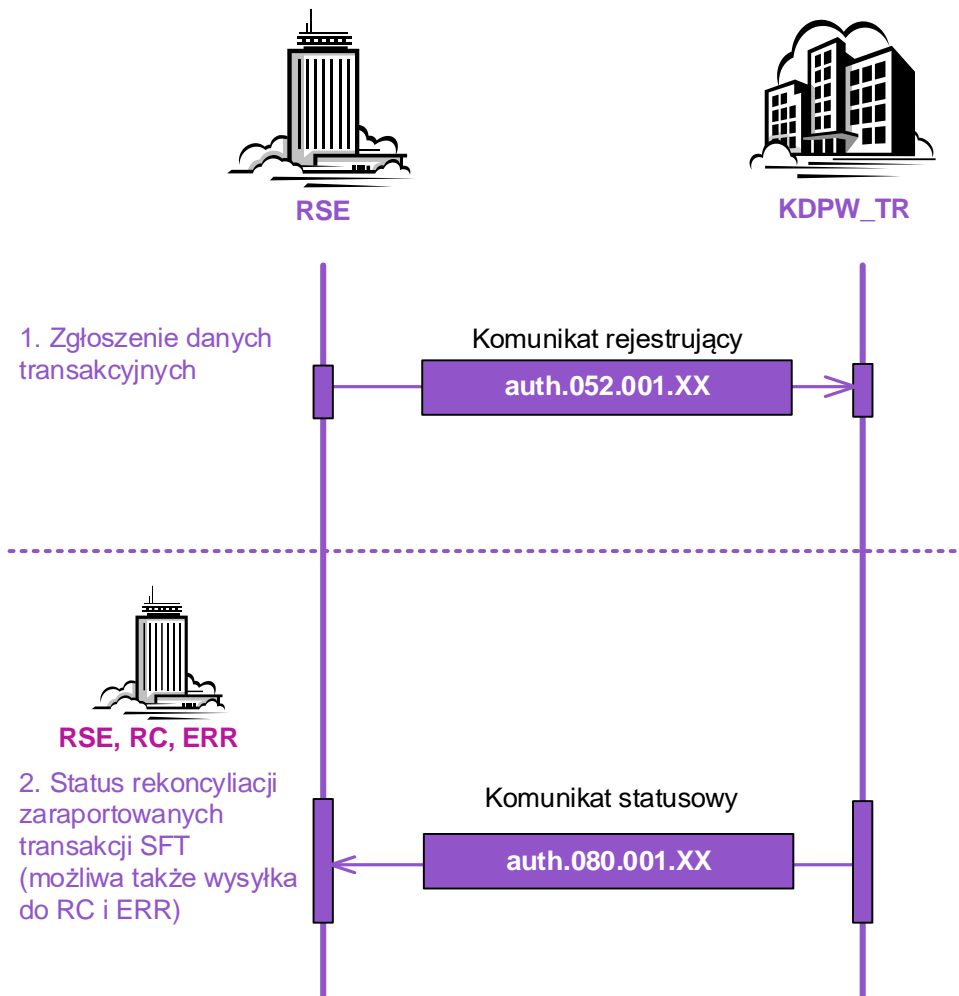 RSE
KDPW_TR
1. Zgłoszenie danych
transakcyjnych
Komunikat rejestrujący
auth.052.001.XX
RSE, RC, ERR
2. Status rekoncyliacji
zaraportowanych
transakcji SFT
(możliwa także wysyłka
do RC i ERR)
Komunikat statusowy
auth.080.001.XX